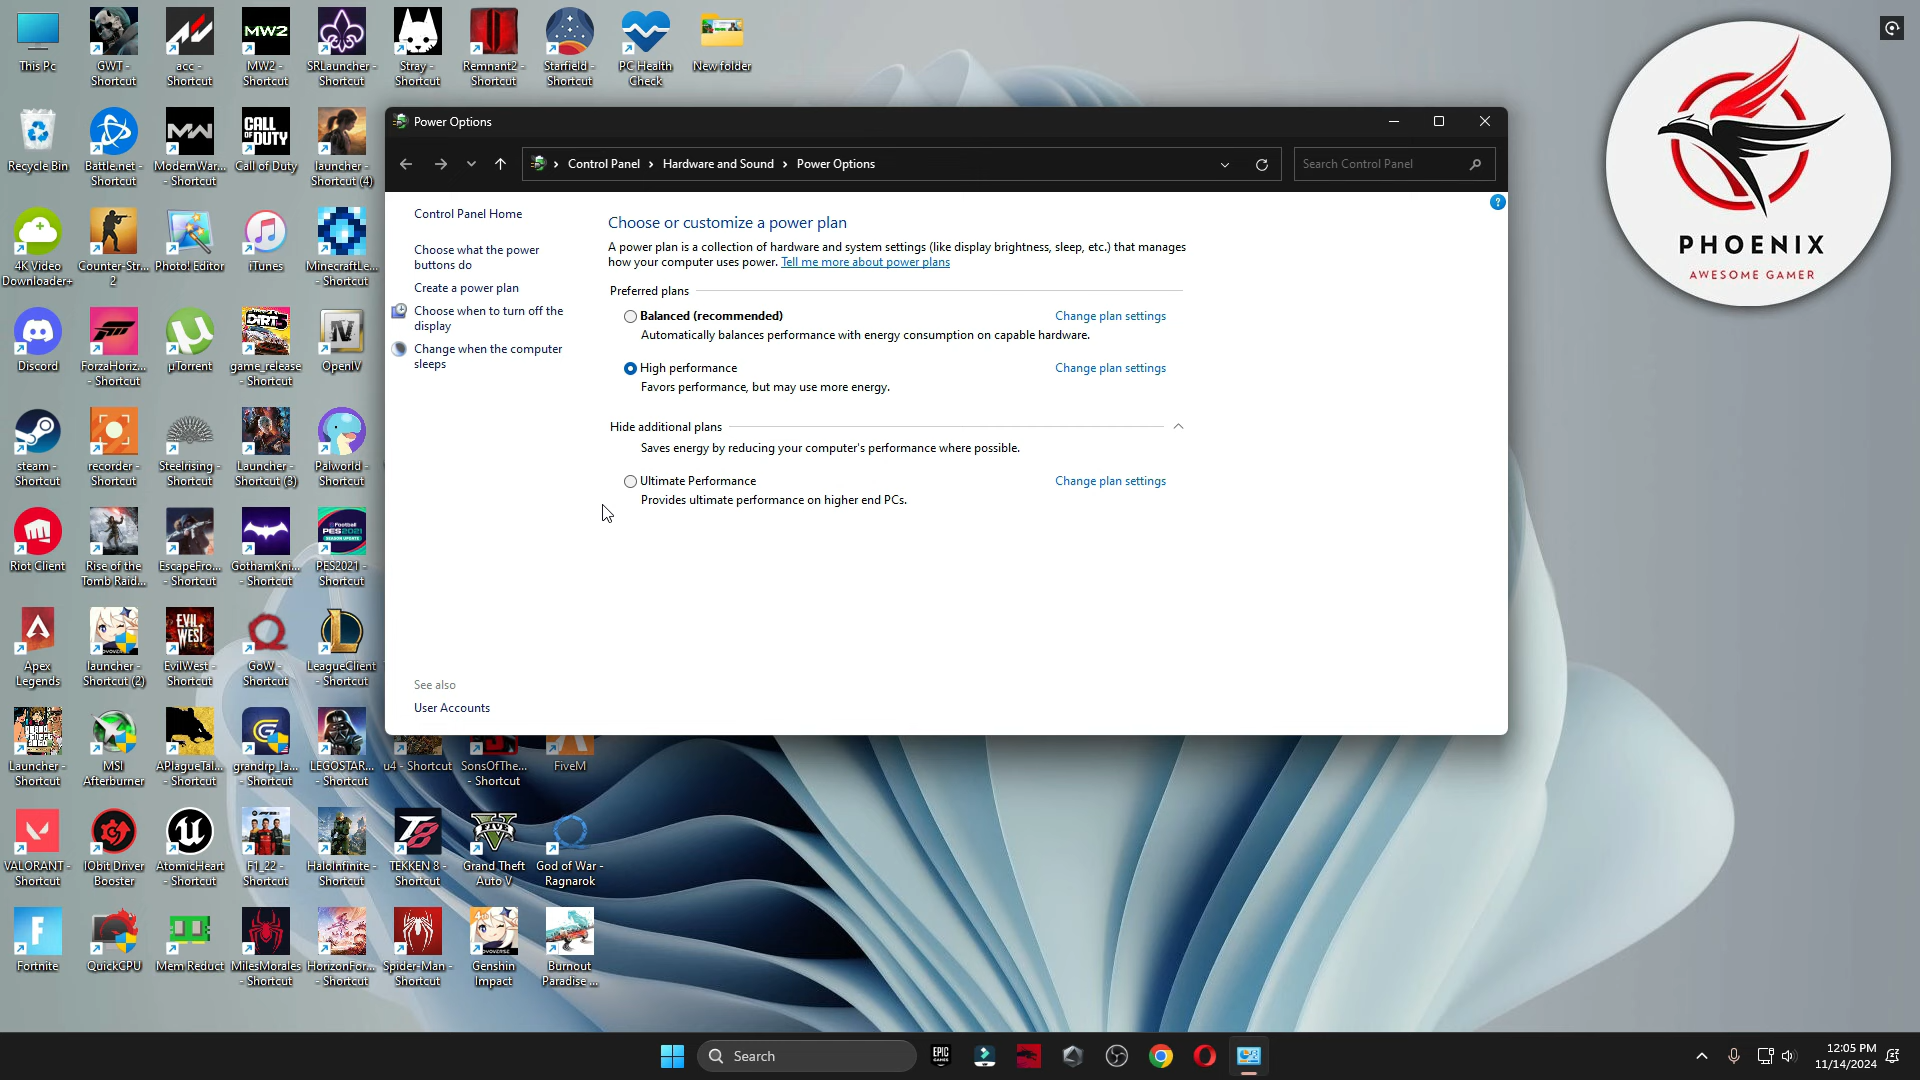 This Pc
GWT -
Shortcut
acc -
Shortcut
MW2
MW2 -
Shortcut
SRLauncher -
Shortcut
Stray -
Shortcut
Remnant2 -
Shortcut
Starfield -
Shortcut
PC Health
Check
New folder
Recycle Bin
Battle.net -
Shortcut
ModernWar...
- Shortcut
CALL OF DUTY
Call of Duty
launcher -
Shortcut (4)
4K Video
Downloader+
Counter-Str...
2
Photo! Editor
iTunes
MinecraftLe...
- Shortcut
Discord
ForzaHoriz...
- Shortcut
µTorrent
DIRT5
game_release
- Shortcut
IV
OpenIV
steam -
Shortcut
recorder -
Shortcut
Steelrising -
Shortcut
Launcher -
Shortcut (3)
Palworld -
Shortcut
Riot Client
Rise of the
Tomb Raid...
EscapeFro...
- Shortcut
GothamKni...
- Shortcut
PES2021 -
Shortcut
Apex
Legends
launcher -
Shortcut (2)
EVIL WEST
EvilWest -
Shortcut
GoW -
Shortcut
LeagueClient
- Shortcut
Launcher -
Shortcut
MSI
Afterburner
APlagueTal...
- Shortcut
grandrp_la...
- Shortcut
LEGOSTAR...
- Shortcut
u4 - Shortcut
SonsOfThe...
- Shortcut
FiveM
VALORANT -
Shortcut
IObit Driver
Booster
AtomicHeart
- Shortcut
F1_22 -
Shortcut
HaloInfinite -
Shortcut
TEKKEN 8 -
Shortcut
FIVE
Grand Theft
Auto V
God of War -
Ragnarok
Fortnite
QuickCPU
Mem Reduct
MilesMorales
- Shortcut
HorizonFor...
- Shortcut
Spider-Man -
Shortcut
Genshin
Impact
Burnout
Paradise ...
Power Options
Control Panel › Hardware and Sound › Power Options
Search Control Panel
Control Panel Home
Choose what the power
buttons do
Create a power plan
Choose when to turn off the
display
Change when the computer
sleeps
See also
User Accounts
Choose or customize a power plan
A power plan is a collection of hardware and system settings (like display brightness, sleep, etc.) that manages
how your computer uses power. Tell me more about power plans
Preferred plans
Balanced (recommended) Change plan settings
Automatically balances performance with energy consumption on capable hardware.
High performance Change plan settings
Favors performance, but may use more energy.
Hide additional plans
Saves energy by reducing your computer's performance where possible.
Ultimate Performance Change plan settings
Provides ultimate performance on higher end PCs.
PHOENIX
AWESOME GAMER
Search
EPIC
GAMES
12:05 PM
11/14/2024